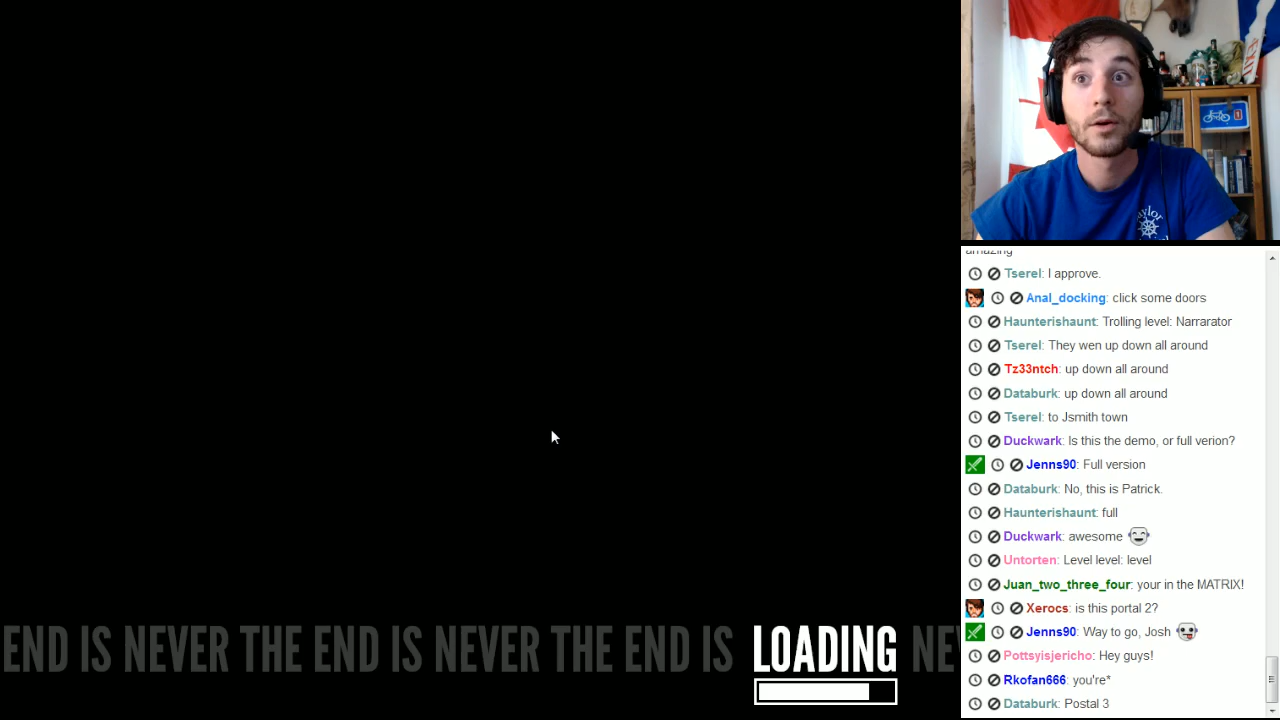 END IS NEVER THE END IS NEVER THE END IS LOADING NEV
amazing
Tserel: I approve.
Anal_docking: click some doors
Haunterishaunt: Trolling level: Narrarator
Tserel: They wen up down all around
Tz33ntch: up down all around
Databurk: up down all around
Tserel: to Jsmith town
Duckwark: Is this the demo, or full verion?
Jenns90: Full version
Databurk: No, this is Patrick.
Haunterishaunt: full
Duckwark: awesome
Untorten: Level level: level
Juan_two_three_four: your in the MATRIX!
Xerocs: is this portal 2?
Jenns90: Way to go, Josh
Pottsyisjericho: Hey guys!
Rkofan666: you're*
Databurk: Postal 3